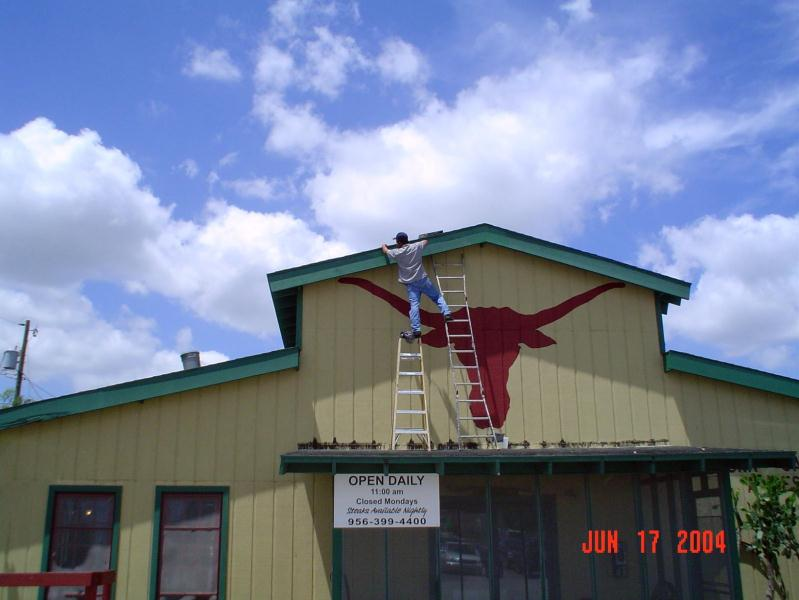 OPEN DAILY
11:00 am
Closed Mondays
Steaks Available Nightly
956-399-4400
JUN 17 2004